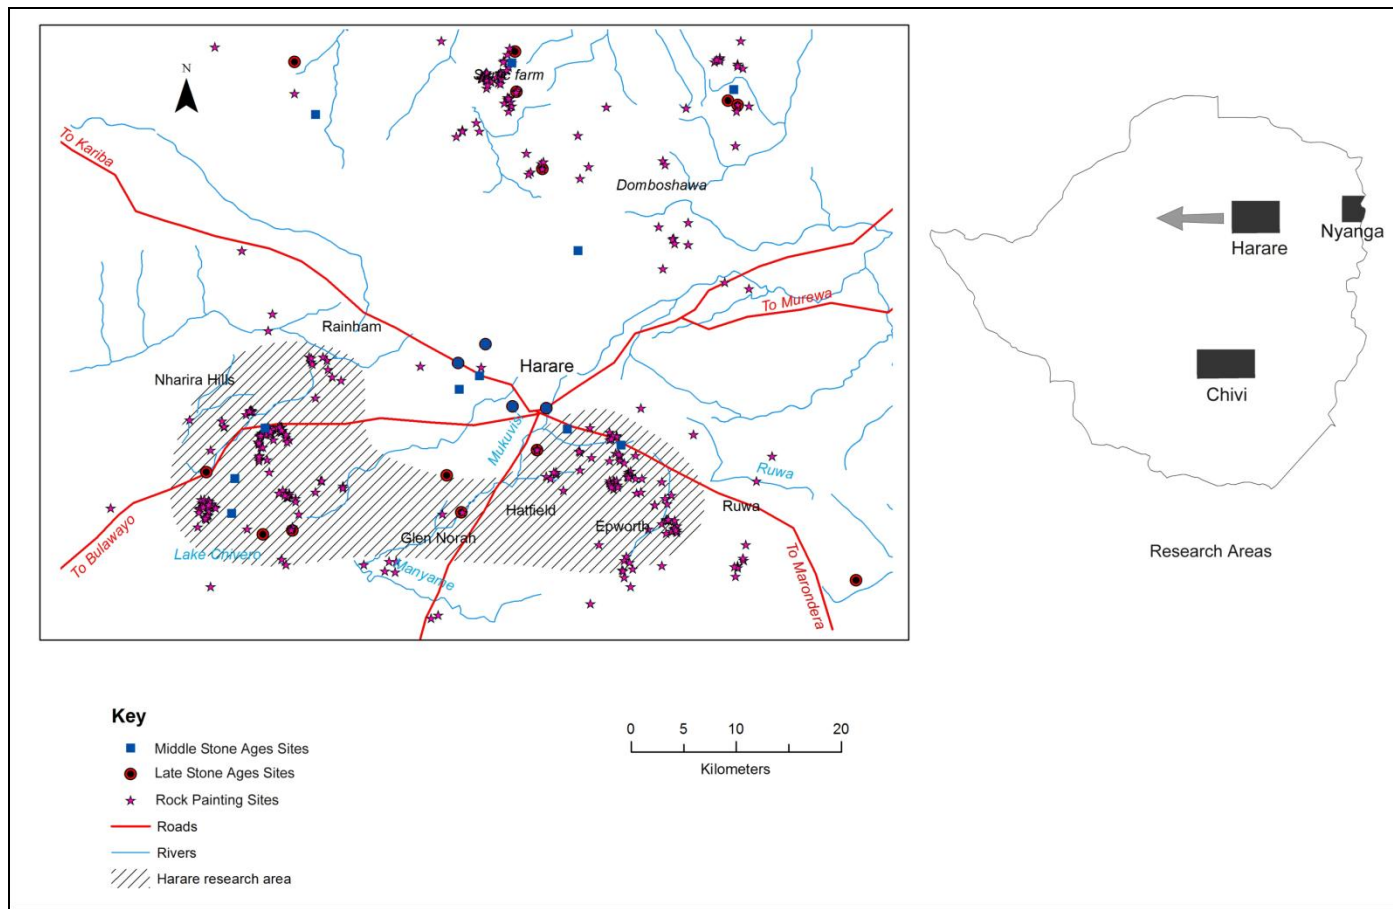 N
S   fic farm
To Kariba
Domboshawa
To Murewa
Rainham
Harare
Nharira Hills
Mukuvisi
Ruwa
Hatfield
Ruwa
Epworth
Glen Norah
Lake Chivero
To Bulawayo
Manyame
To Marondera
Harare
Nyanga
Chivi
Research Areas
Key
Middle Stone Ages Sites
Late Stone Ages Sites
Rock Painting Sites
Roads
Rivers
Harare research area
0 5 10 20
Kilometers